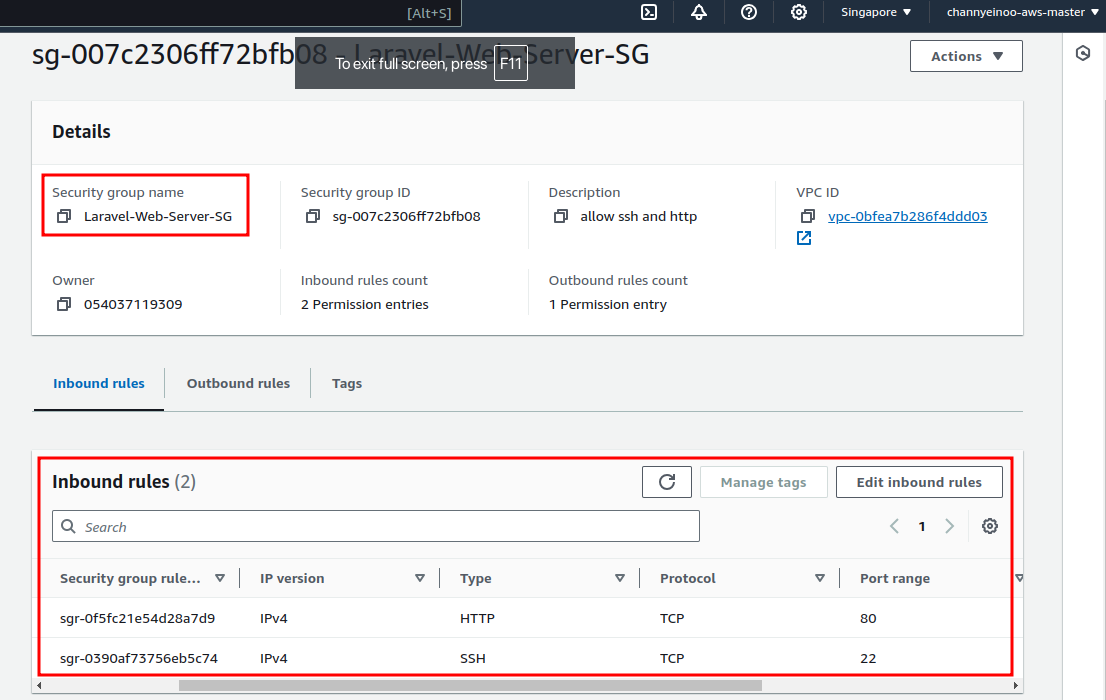 [Alt+S] Singapore channyeinoo-aws-master
sg-007c2306ff72bfb08 - Laravel-Web-Server-SG
To exit full screen, press F11
Actions
Details
Security group name Security group ID Description VPC ID
Laravel-Web-Server-SG sg-007c2306ff72bfb08 allow ssh and http vpc-0bfea7b286f4ddd03
Owner Inbound rules count Outbound rules count
054037119309 2 Permission entries 1 Permission entry
Inbound rules Outbound rules Tags
Inbound rules (2) Manage tags Edit inbound rules
Search 1
Security group rule... IP version Type Protocol Port range
sgr-0f5fc21e54d28a7d9 IPv4 HTTP TCP 80
sgr-0390af73756eb5c74 IPv4 SSH TCP 22